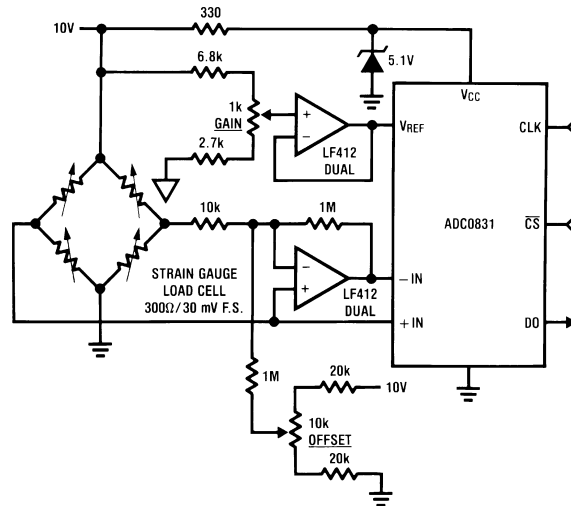 330
10V
5.1V
6.8k
VCC
1k
GAIN
+
−
VREF
CLK
2.7k
LF412
DUAL
10k
1M
ADC0831
CS
STRAIN GAUGE
LOAD CELL
300Ω/30 mV F.S.
−
+
LF412
DUAL
−IN
+IN
DO
1M
20k
10V
10k
OFFSET
20k